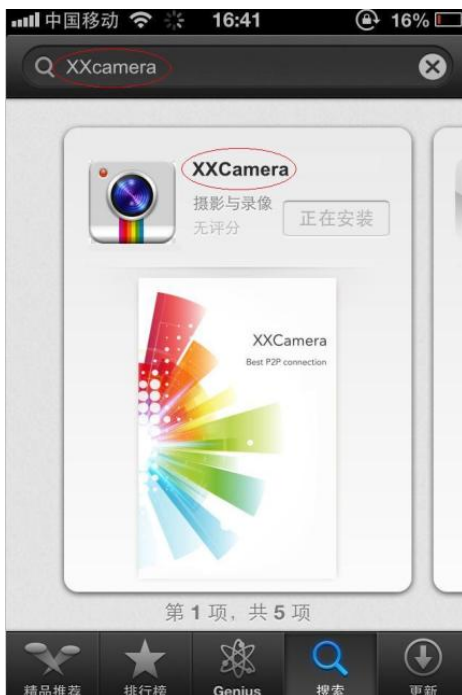 中国移动 16:41 16%
XXcamera
XXCamera
摄影与录像
无评分 正在安装
XXCamera
Best P2P connection
第 1 项，共 5 项
精品推荐 排行榜 Genius 搜索 更新